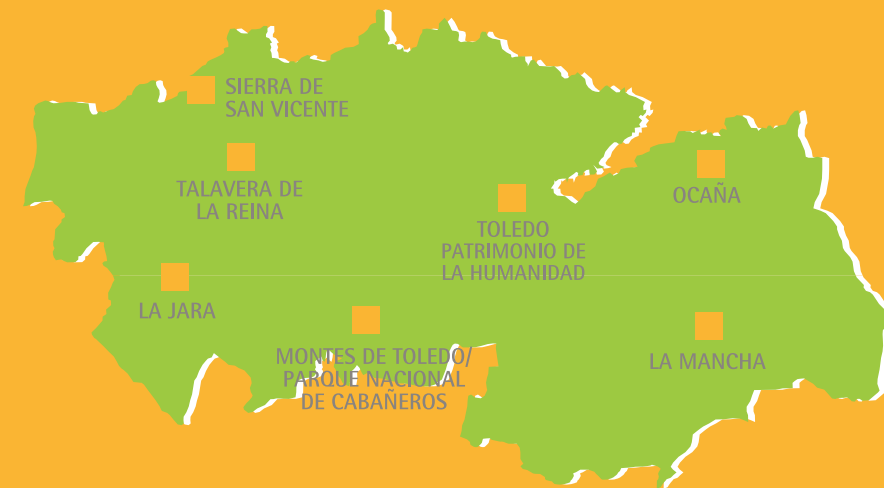 SIERRA DE
SAN VICENTE
TALAVERA DE
LA REINA
OCAÑA
TOLEDO
PATRIMONIO DE
LA HUMANIDAD
LA JARA
MONTES DE TOLEDO/
PARQUE NACIONAL
DE CABAÑEROS
LA MANCHA